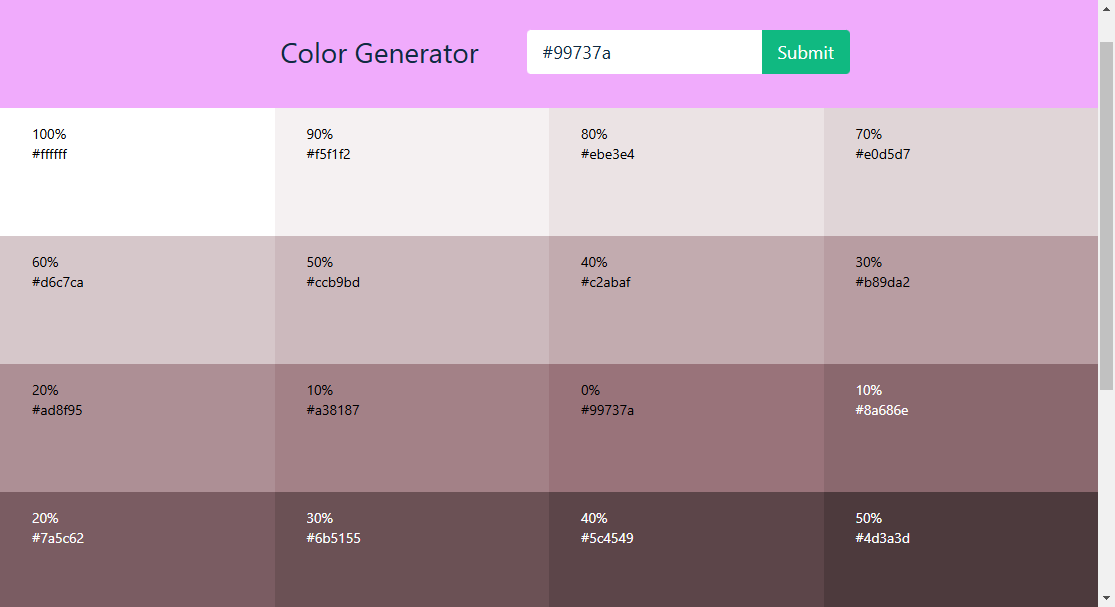 Color Generator
#99737a
Submit
100%
#ffffff
90%
#f5f1f2
80%
#ebe3e4
70%
#e0d5d7
60%
#d6c7ca
50%
#ccb9bd
40%
#c2abaf
30%
#b89da2
20%
#ad8f95
10%
#a38187
0%
#99737a
10%
#8a686e
20%
#7a5c62
30%
#6b5155
40%
#5c4549
50%
#4d3a3d